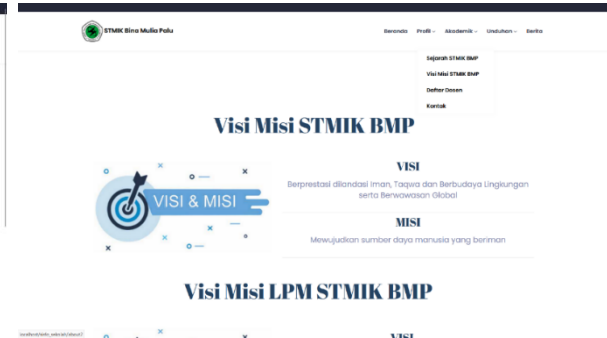 STMIK Bina Mulia Palu
Beranda Profil Akademik Unduhan Berita
Sejarah STMIK BMP
Visi Misi STMIK BMP
Daftar Dosen
Kontak
Visi Misi STMIK BMP
VISI & MISI
VISI
Berprestasi dilandasi Iman, Taqwa dan Berbudaya Lingkungan
serta Berwawasan Global
MISI
Mewujudkan sumber daya manusia yang beriman
Visi Misi LPM STMIK BMP
VISI